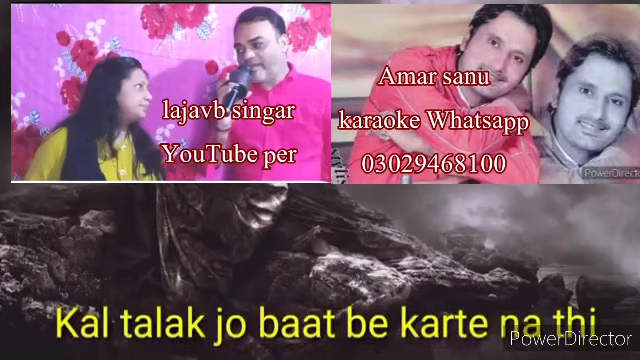 lajavb singar
YouTube per
Amar sanu
karaoke Whatsapp
03029468100
PowerDirector
Kal talak jo baat be karte na thi
PowerDirector